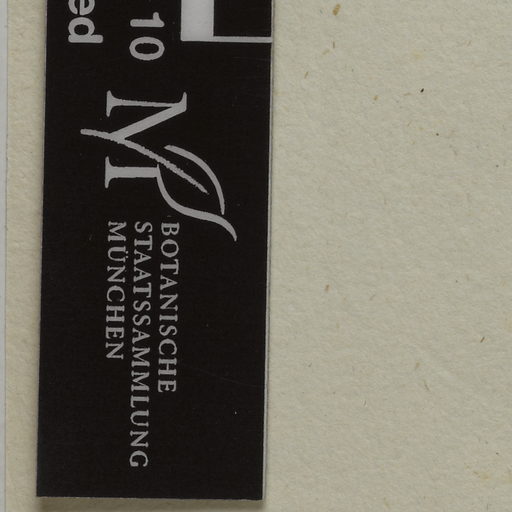 10
ed
M
BOTANISCHE
STAATSSAMMLUNG
MÜNCHEN